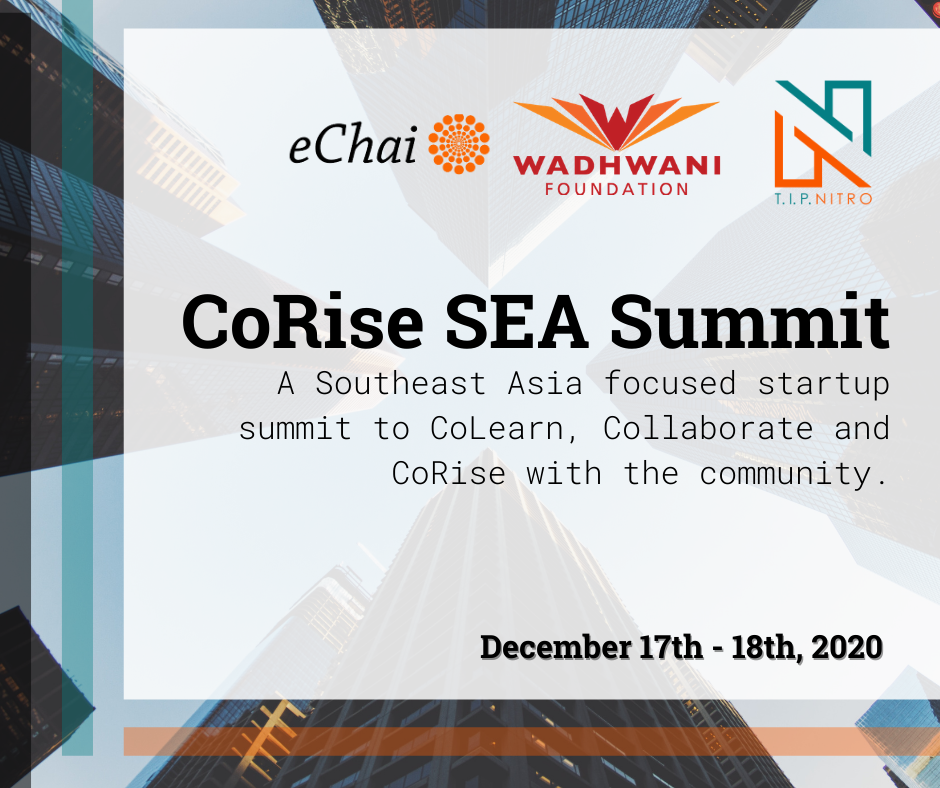 eChai
WADHWANI
FOUNDATION
T.I.P.NITRO
CoRise SEA Summit
A Southeast Asia focused startup
summit to CoLearn, Collaborate and
CoRise with the community.
December 17th - 18th, 2020